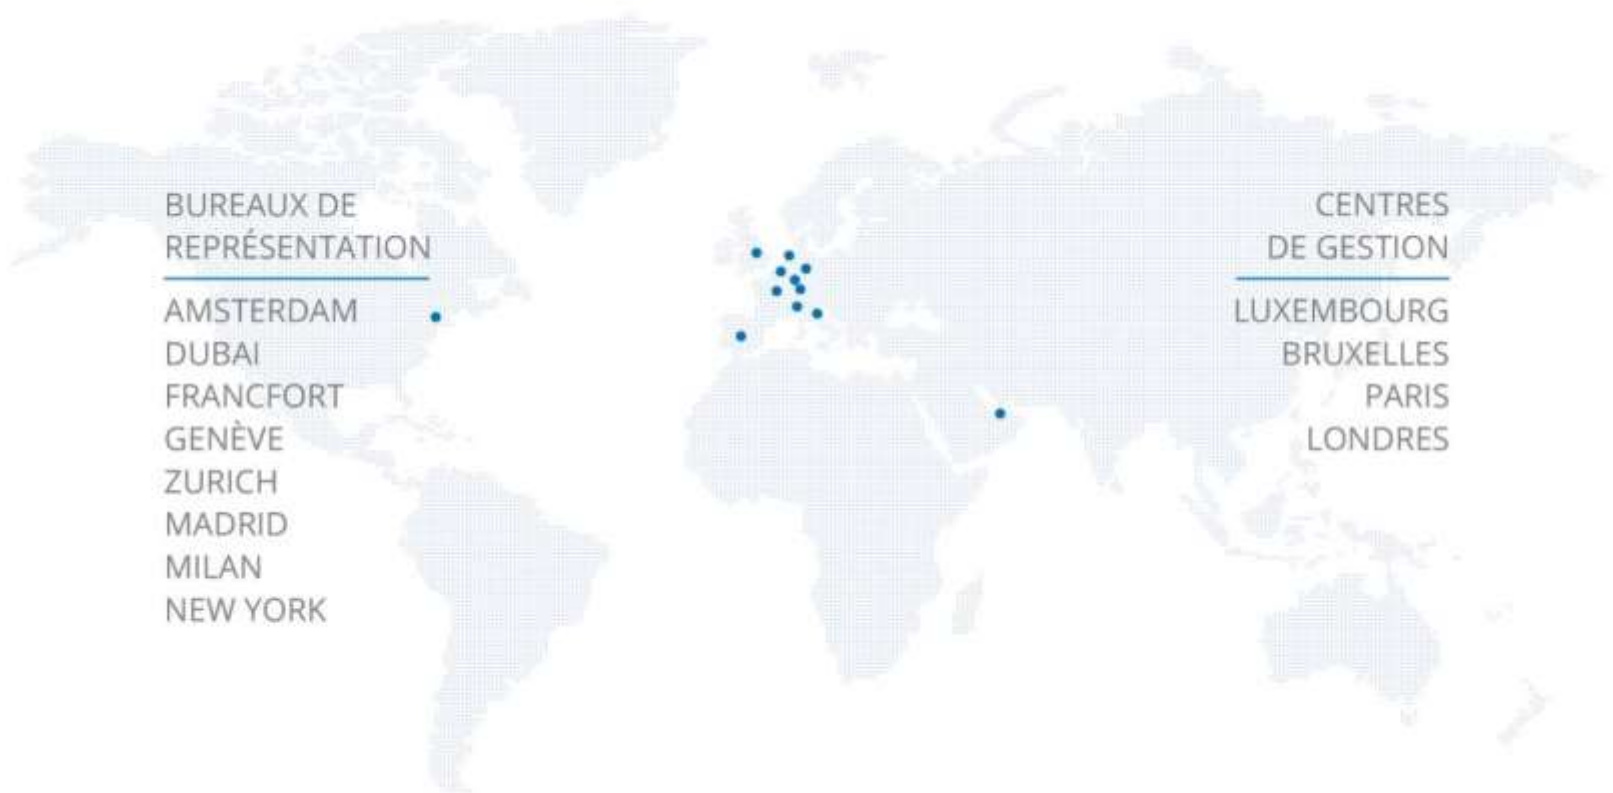 BUREAUX DE
REPRÉSENTATION
AMSTERDAM
DUBAI
FRANCFORT
GENÈVE
ZURICH
MADRID
MILAN
NEW YORK
CENTRES
DE GESTION
LUXEMBOURG
BRUXELLES
PARIS
LONDRES